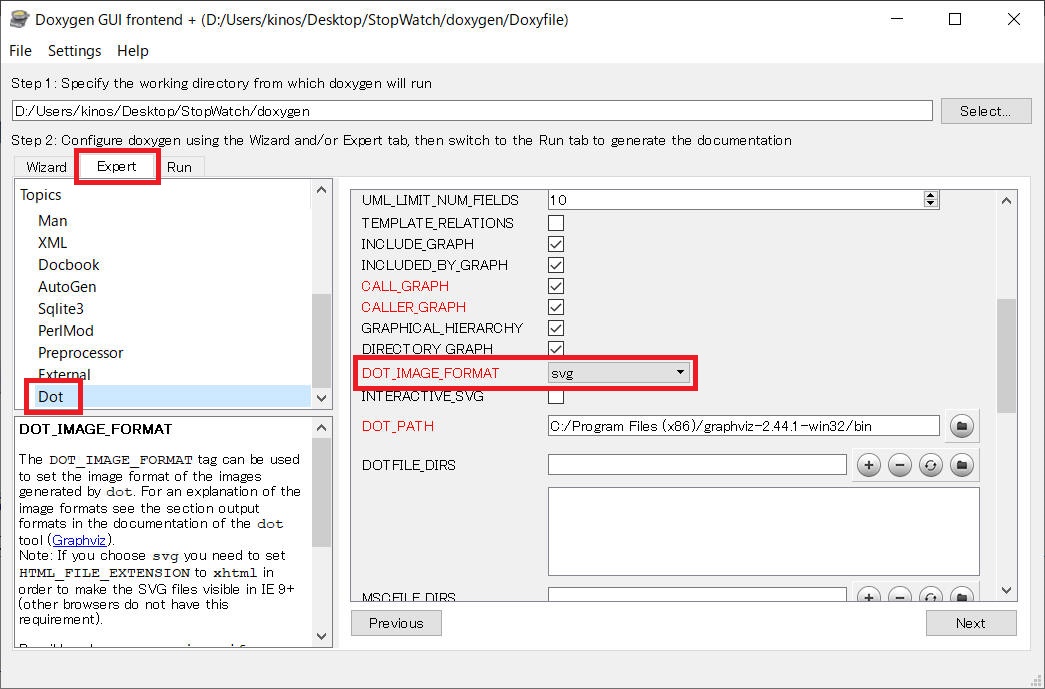 Doxygen GUI frontend + (D:/Users/kinos/Desktop/StopWatch/doxygen/Doxyfile)
File Settings Help
Step 1: Specify the working directory from which doxygen will run
D:/Users/kinos/Desktop/StopWatch/doxygen
Select...
Step 2: Configure doxygen using the Wizard and/or Expert tab, then switch to the Run tab to generate the documentation
Wizard Expert Run
Topics
Man
XML
Docbook
AutoGen
Sqlite3
PerlMod
Preprocessor
External
Dot
DOT_IMAGE_FORMAT
The DOT_IMAGE_FORMAT tag can be used
to set the image format of the images
generated by dot. For an explanation of the
image formats see the section output
formats in the documentation of the dot
tool (Graphviz).
Note: If you choose svg you need to set
HTML_FILE_EXTENSION to xhtml in
order to make the SVG files visible in IE 9+
(other browsers do not have this
requirement).
UML_LIMIT_NUM_FIELDS 10
TEMPLATE_RELATIONS
INCLUDE_GRAPH
INCLUDED_BY_GRAPH
CALL_GRAPH
CALLER_GRAPH
GRAPHICAL_HIERARCHY
DIRECTORY_GRAPH
DOT_IMAGE_FORMAT svg
INTERACTIVE_SVG
DOT_PATH C:/Program Files (x86)/graphviz-2.44.1-win32/bin
DOTFILE_DIRS
MSCFILE_DIRS
Previous
Next